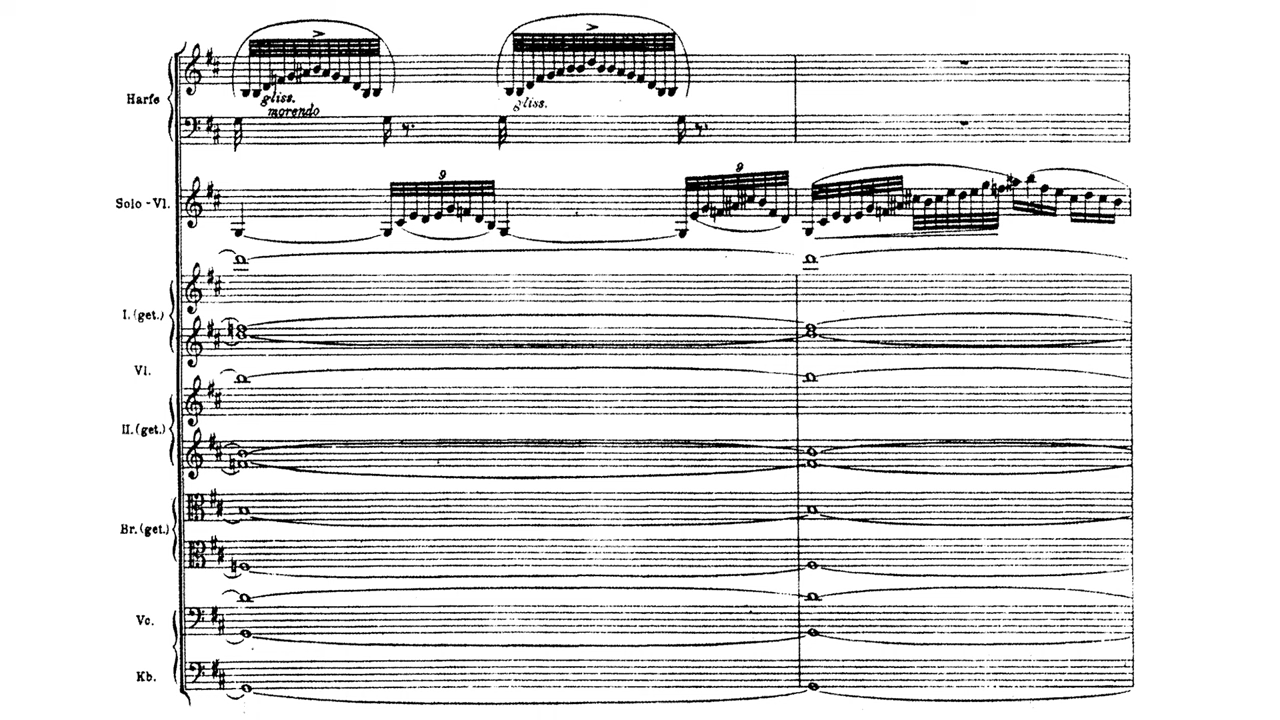 gliss.
morendo
gliss.
Harfe
9
9
Solo-Vl.
I.(get.)
Vl.
II.(get.)
Br.(get.)
Vc.
Kb.